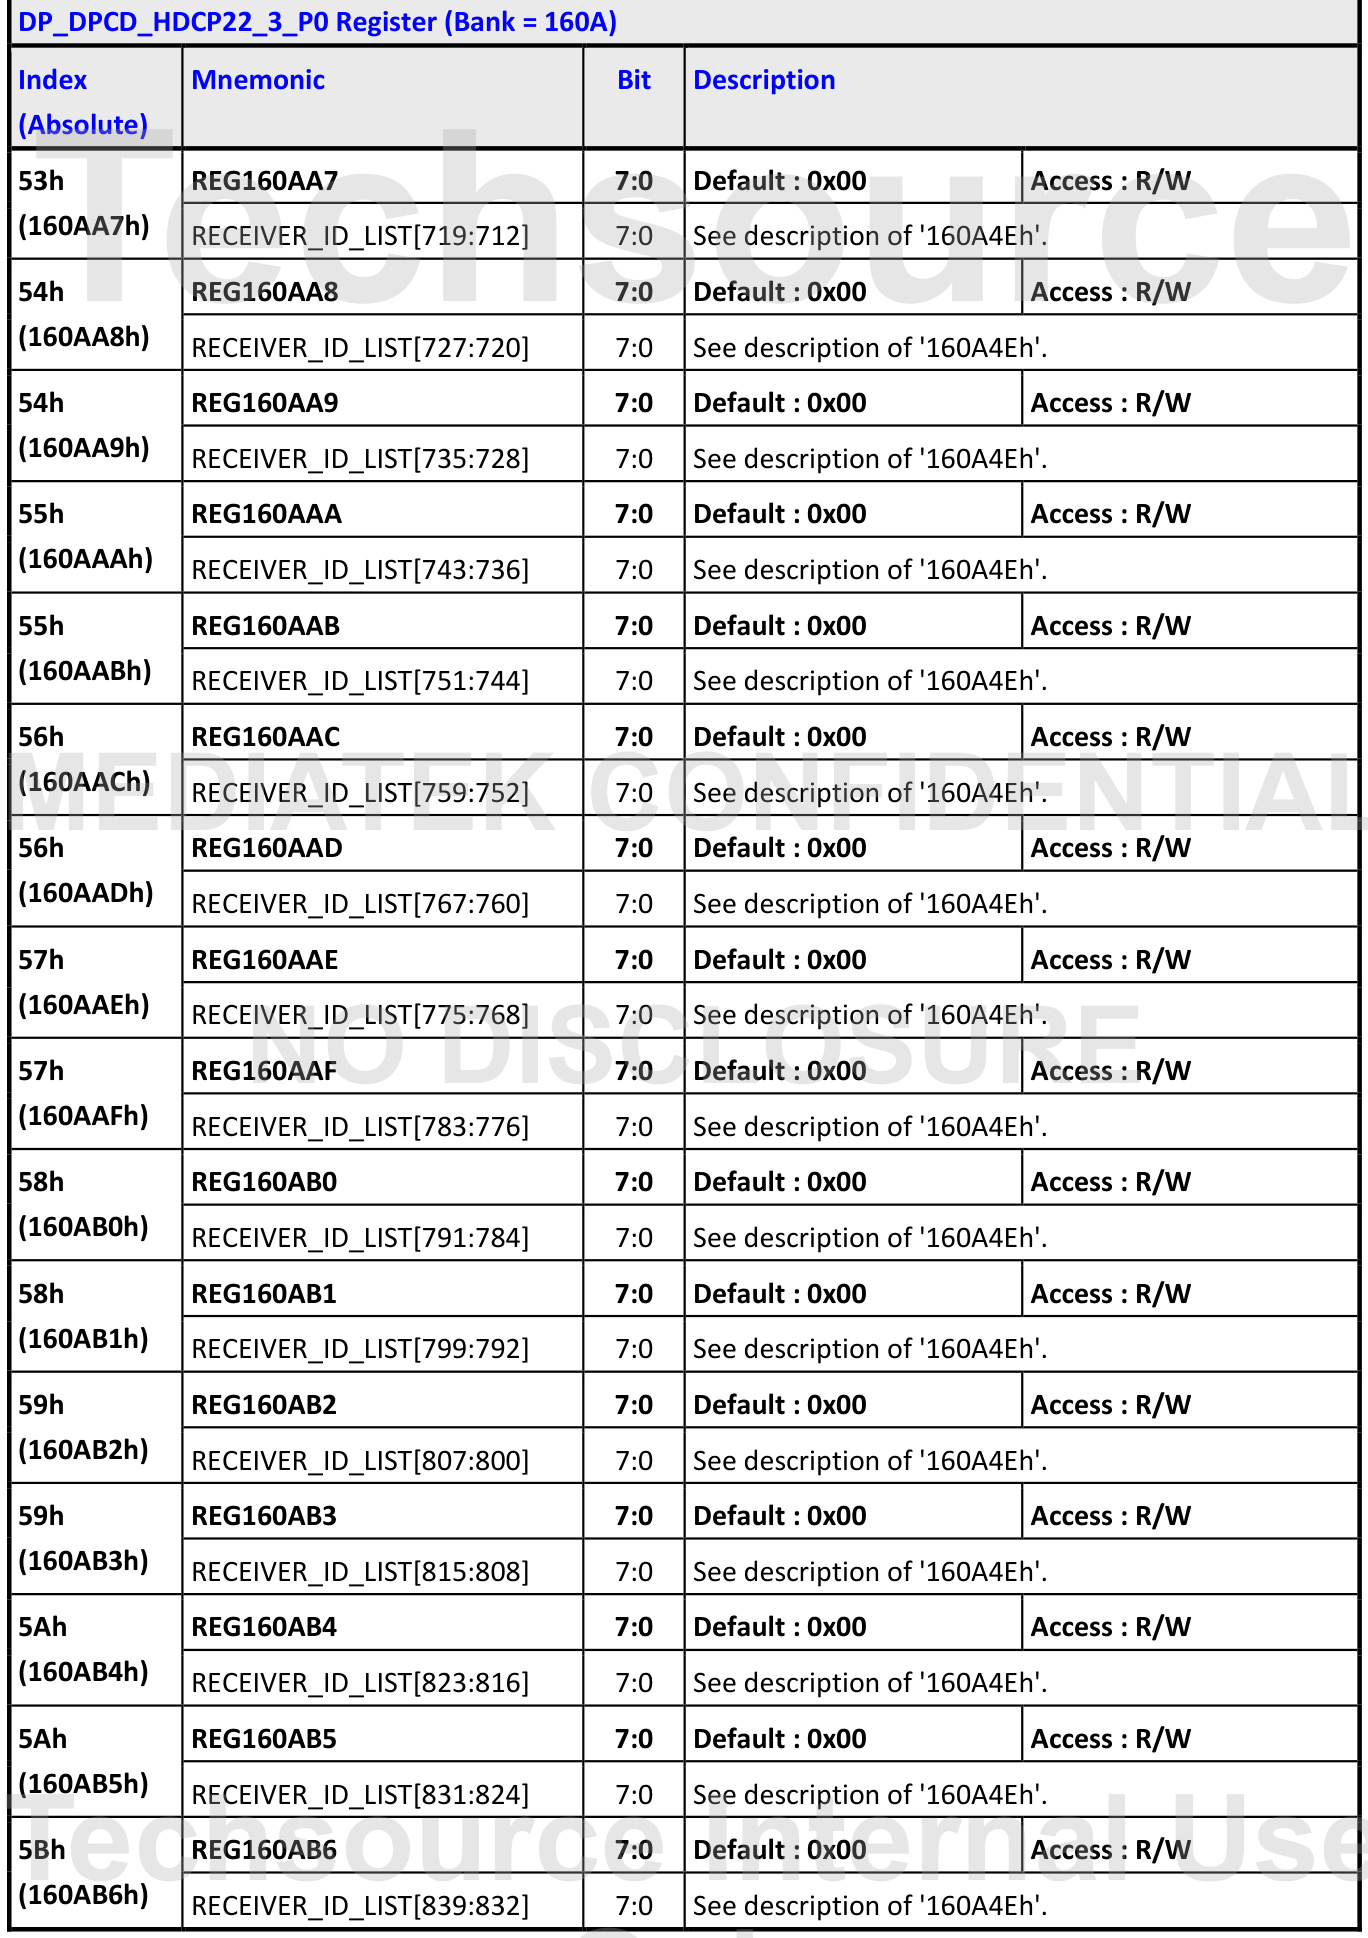 DP_DPCD_HDCP22_3_P0 Register (Bank = 160A)
Index (Absolute) Mnemonic Bit Description
53h (160AA7h) REG160AA7 7:0 Default : 0x00 Access : R/W
RECEIVER_ID_LIST[719:712] 7:0 See description of '160A4Eh'.
54h (160AA8h) REG160AA8 7:0 Default : 0x00 Access : R/W
RECEIVER_ID_LIST[727:720] 7:0 See description of '160A4Eh'.
54h (160AA9h) REG160AA9 7:0 Default : 0x00 Access : R/W
RECEIVER_ID_LIST[735:728] 7:0 See description of '160A4Eh'.
55h (160AAAh) REG160AAA 7:0 Default : 0x00 Access : R/W
RECEIVER_ID_LIST[743:736] 7:0 See description of '160A4Eh'.
55h (160AABh) REG160AAB 7:0 Default : 0x00 Access : R/W
RECEIVER_ID_LIST[751:744] 7:0 See description of '160A4Eh'.
56h (160AACh) REG160AAC 7:0 Default : 0x00 Access : R/W
RECEIVER_ID_LIST[759:752] 7:0 See description of '160A4Eh'.
56h (160AADh) REG160AAD 7:0 Default : 0x00 Access : R/W
RECEIVER_ID_LIST[767:760] 7:0 See description of '160A4Eh'.
57h (160AAEh) REG160AAE 7:0 Default : 0x00 Access : R/W
RECEIVER_ID_LIST[775:768] 7:0 See description of '160A4Eh'.
57h (160AAFh) REG160AAF 7:0 Default : 0x00 Access : R/W
RECEIVER_ID_LIST[783:776] 7:0 See description of '160A4Eh'.
58h (160AB0h) REG160AB0 7:0 Default : 0x00 Access : R/W
RECEIVER_ID_LIST[791:784] 7:0 See description of '160A4Eh'.
58h (160AB1h) REG160AB1 7:0 Default : 0x00 Access : R/W
RECEIVER_ID_LIST[799:792] 7:0 See description of '160A4Eh'.
59h (160AB2h) REG160AB2 7:0 Default : 0x00 Access : R/W
RECEIVER_ID_LIST[807:800] 7:0 See description of '160A4Eh'.
59h (160AB3h) REG160AB3 7:0 Default : 0x00 Access : R/W
RECEIVER_ID_LIST[815:808] 7:0 See description of '160A4Eh'.
5Ah (160AB4h) REG160AB4 7:0 Default : 0x00 Access : R/W
RECEIVER_ID_LIST[823:816] 7:0 See description of '160A4Eh'.
5Ah (160AB5h) REG160AB5 7:0 Default : 0x00 Access : R/W
RECEIVER_ID_LIST[831:824] 7:0 See description of '160A4Eh'.
5Bh (160AB6h) REG160AB6 7:0 Default : 0x00 Access : R/W
RECEIVER_ID_LIST[839:832] 7:0 See description of '160A4Eh'.
Techsource
MEDIATEK CONFIDENTIAL
NO DISCLOSURE
Techsource Internal Use